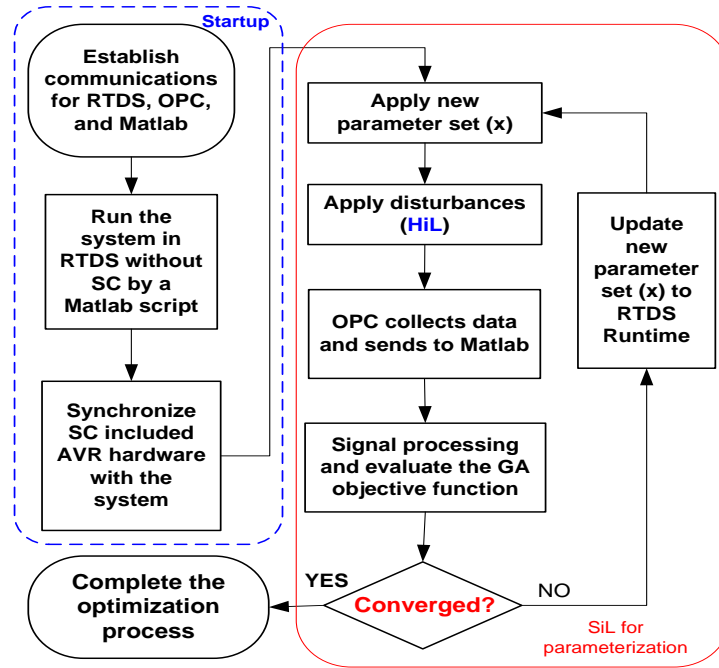 Startup
Establish
communications
for RTDS, OPC,
and Matlab
Run the
system in
RTDS without
SC by a
Matlab script
Synchronize
SC included
AVR hardware
with the
system
Apply new
parameter set (x)
Apply disturbances
(HiL)
OPC collects data
and sends to Matlab
Signal processing
and evaluate the GA
objective function
Converged?
YES
NO
Complete the
optimization
process
Update
new
parameter
set (x) to
RTDS
Runtime
SiL for
parameterization